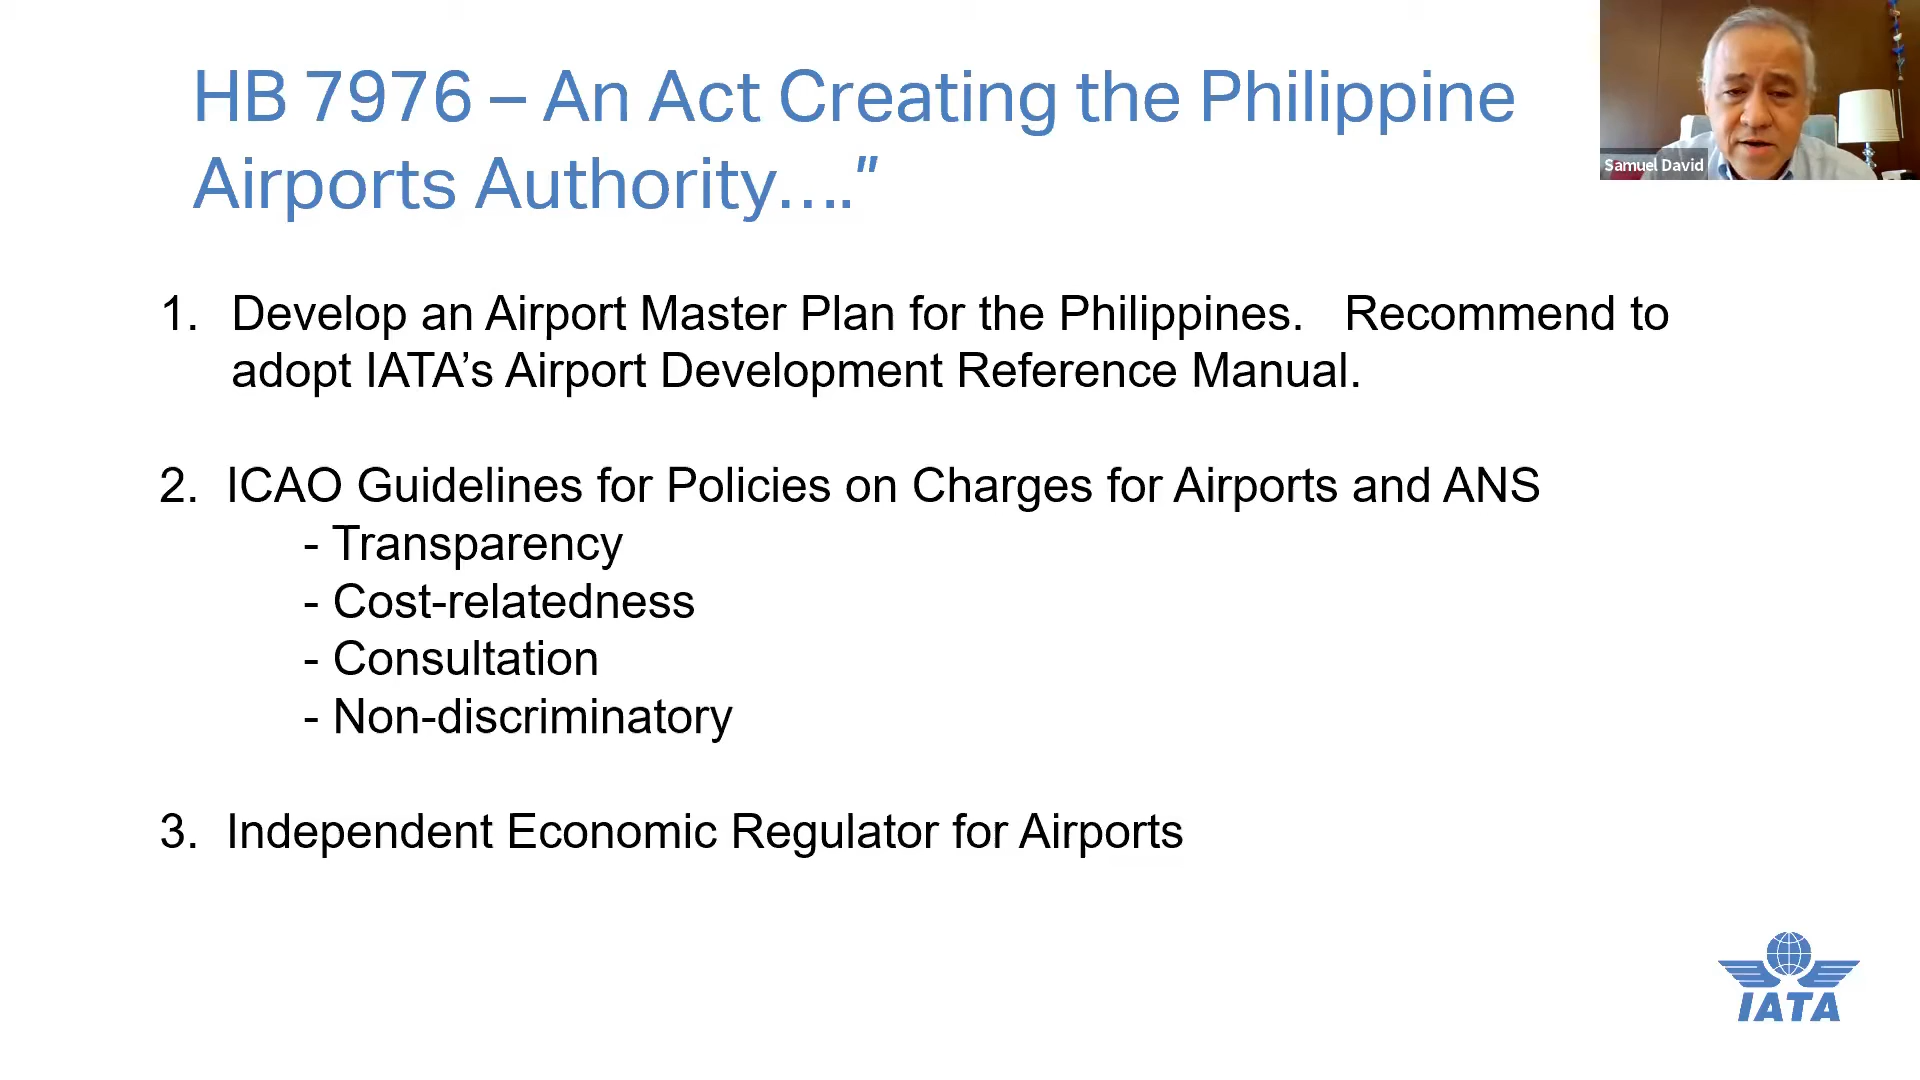 HB 7976 – An Act Creating the Philippine
Airports Authority….”
Samuel David
1. Develop an Airport Master Plan for the Philippines. Recommend to
adopt IATA’s Airport Development Reference Manual.
2. ICAO Guidelines for Policies on Charges for Airports and ANS
- Transparency
- Cost-relatedness
- Consultation
- Non-discriminatory
3. Independent Economic Regulator for Airports
IATA